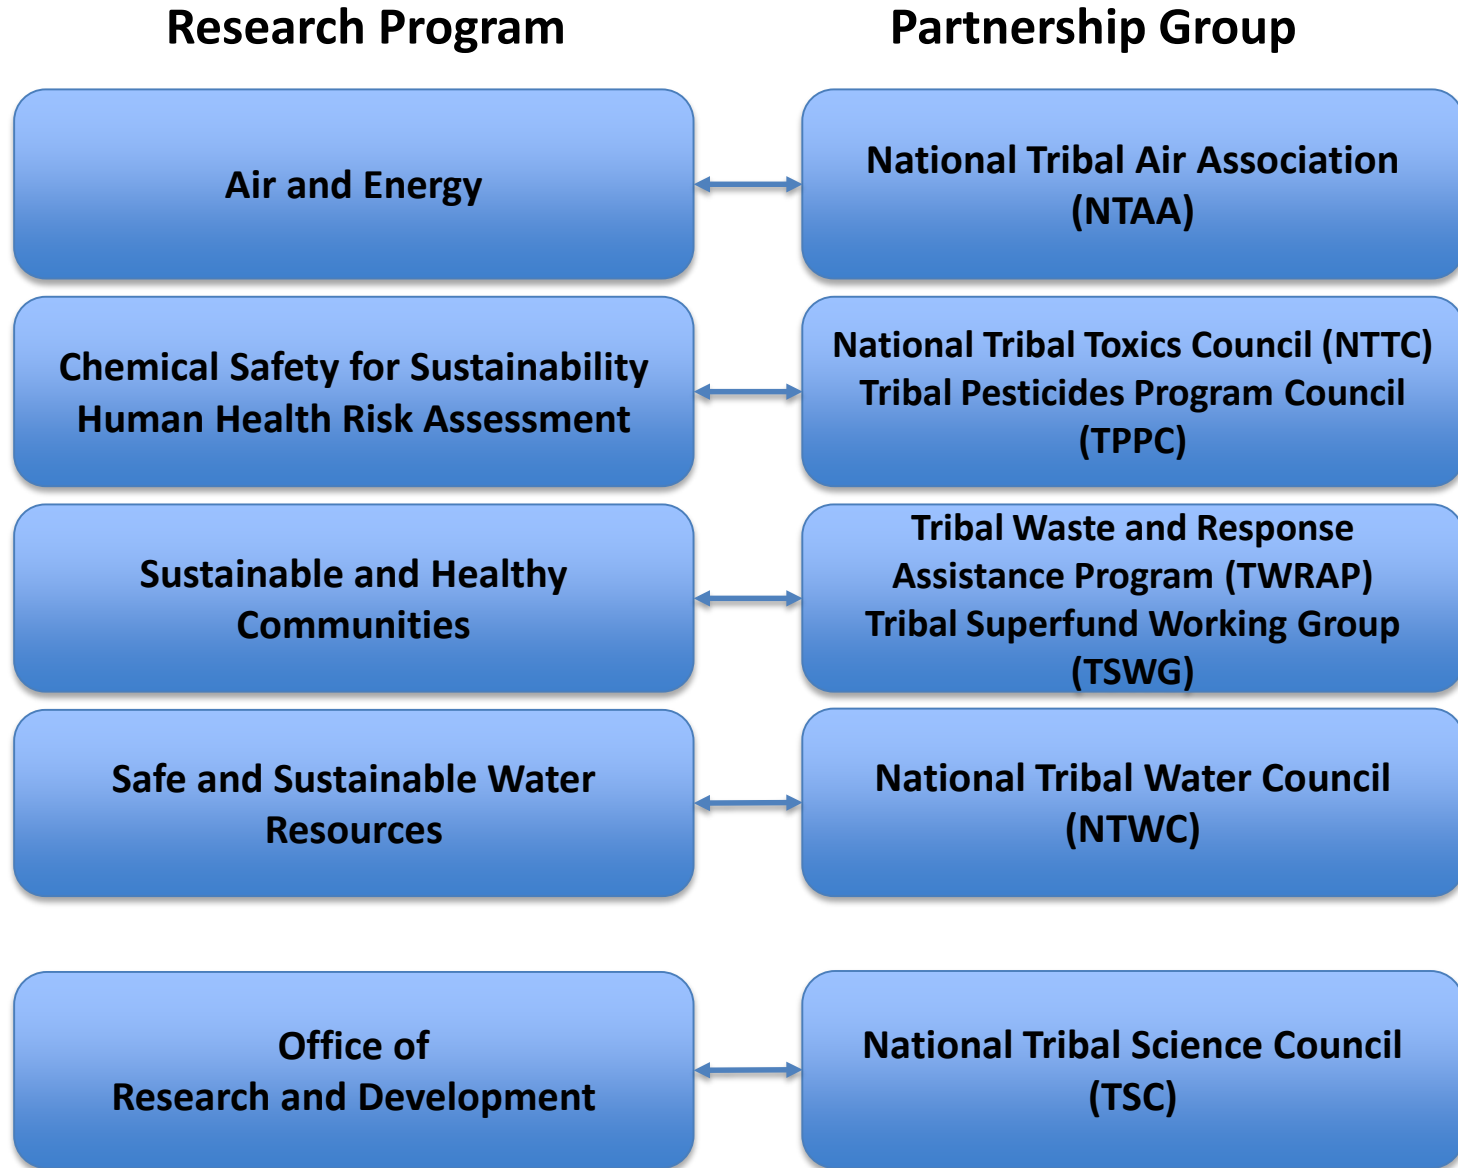 Research Program
Partnership Group
Air and Energy
National Tribal Air Association
(NTAA)
Chemical Safety for Sustainability
Human Health Risk Assessment
National Tribal Toxics Council (NTTC)
Tribal Pesticides Program Council
(TPPC)
Sustainable and Healthy
Communities
Tribal Waste and Response
Assistance Program (TWRAP)
Tribal Superfund Working Group
(TSWG)
Safe and Sustainable Water
Resources
National Tribal Water Council
(NTWC)
Office of
Research and Development
National Tribal Science Council
(TSC)